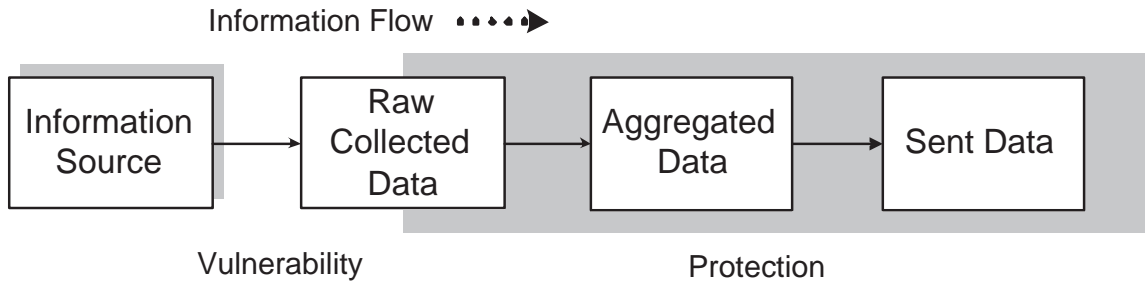 Information Flow
Information
Source
Raw
Collected
Data
Aggregated
Data
Sent Data
Vulnerability
Protection